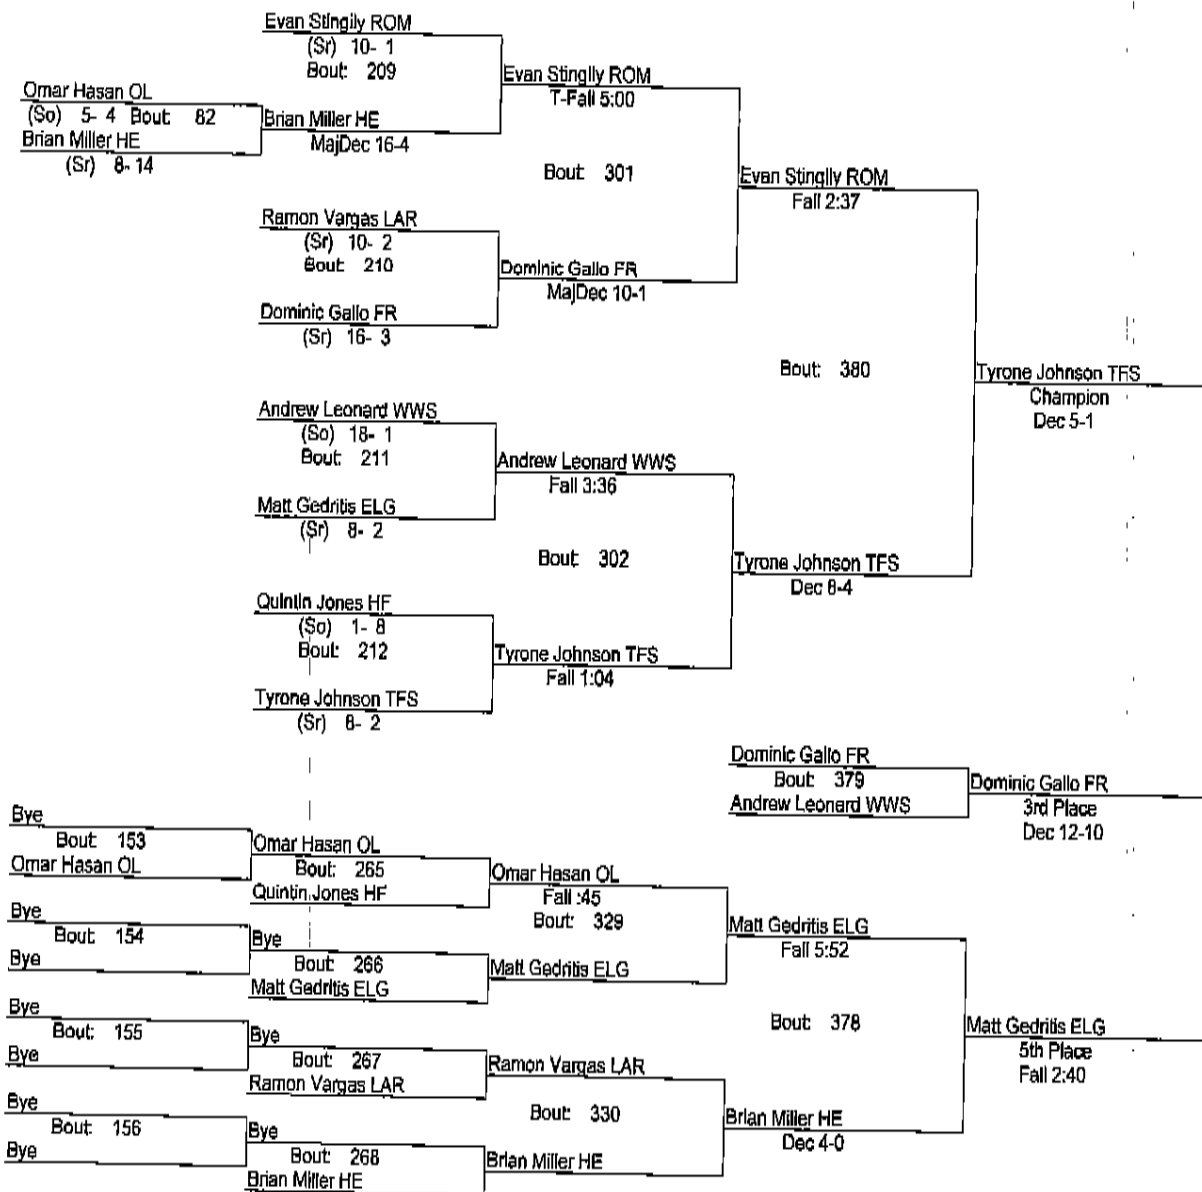 Evan Stingily ROM
(Sr) 10- 1
Bout: 209
Evan Stingily ROM
T-Fall 5:00
Omar Hasan OL
(So) 5- 4 Bout: 82
Brian Miller HE
MajDec 16-4
Brian Miller HE
(Sr) 8- 14
Bout: 301
Evan Stingily ROM
Fall 2:37
Ramon Vargas LAR
(Sr) 10- 2
Bout: 210
Dominic Gallo FR
MajDec 10-1
Dominic Gallo FR
(Sr) 16- 3
Bout: 380
Tyrone Johnson TFS
Champion
Dec 5-1
Andrew Leonard WWS
(So) 18- 1
Bout: 211
Andrew Leonard WWS
Fall 3:36
Matt Gedritis ELG
(Sr) 8- 2
Bout: 302
Tyrone Johnson TFS
Dec 6-4
Quintin Jones HF
(So) 1- 8
Bout: 212
Tyrone Johnson TFS
Fall 1:04
Tyrone Johnson TFS
(Sr) 8- 2
Dominic Gallo FR
Bout: 379
Dominic Gallo FR
Andrew Leonard WWS
3rd Place
Dec 12-10
Bye
Bout: 153
Omar Hasan OL
Omar Hasan OL
Bout: 265
Omar Hasan OL
Quintin Jones HF
Fall :45
Bout: 329
Bye
Bout: 154
Matt Gedritis ELG
Fall 5:52
Bye
Bye
Bout: 266
Matt Gedritis ELG
Matt Gedritis ELG
Bye
Bout: 155
Bout: 378
Matt Gedritis ELG
5th Place
Fall 2:40
Bye
Bye
Bout: 267
Ramon Vargas LAR
Ramon Vargas LAR
Bye
Bout: 156
Bout: 330
Brian Miller HE
Dec 4-0
Bye
Bye
Bout: 268
Brian Miller HE
Brian Miller HE